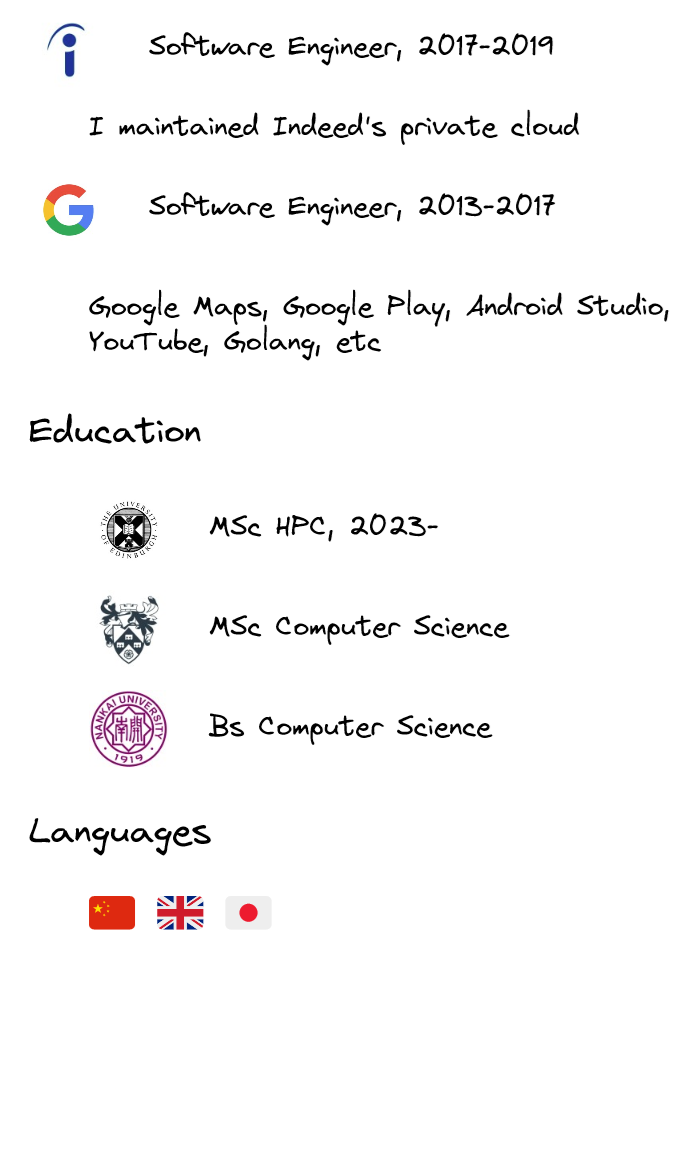 Software Engineer, 2017-2019
I maintained Indeed's private cloud
Software Engineer, 2013-2017
Google Maps, Google Play, Android Studio,
YouTube, Golang, etc
Education
THE UNIVERSITY OF EDINBURGH
MSc HPC, 2023-
MSc Computer Science
NANKAI UNIVERSITY
南開
1919
Bs Computer Science
Languages